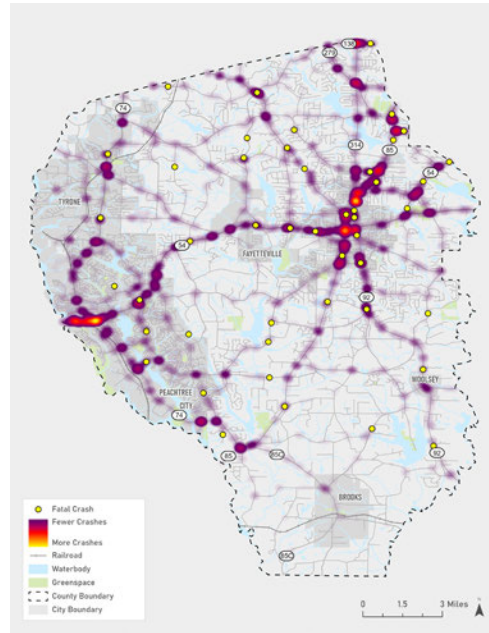 138
279
74
314
85
54
TYRONE
54
FAYETTEVILLE
92
WOOLSEY
PEACHTREE
CITY
74
85
85C
92
BROOKS
85C
Fatal Crash
Fewer Crashes
More Crashes
Railroad
Waterbody
Greenspace
County Boundary
City Boundary
0 1.5 3 Miles
N